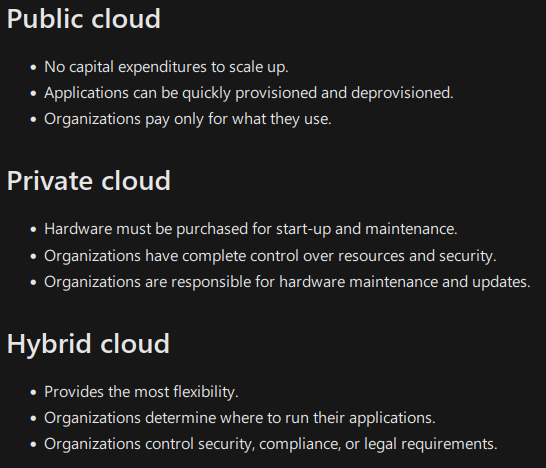 Public cloud
• No capital expenditures to scale up.
• Applications can be quickly provisioned and deprovisioned.
• Organizations pay only for what they use.
Private cloud
• Hardware must be purchased for start-up and maintenance.
• Organizations have complete control over resources and security.
• Organizations are responsible for hardware maintenance and updates.
Hybrid cloud
• Provides the most flexibility.
• Organizations determine where to run their applications.
• Organizations control security, compliance, or legal requirements.